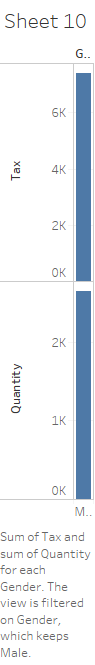 Sheet 10
G..
Tax
6K
4K
2K
0K
Quantity
2K
1K
0K
M..
Sum of Tax and
sum of Quantity
for each
Gender. The
view is filtered
on Gender,
which keeps
Male.